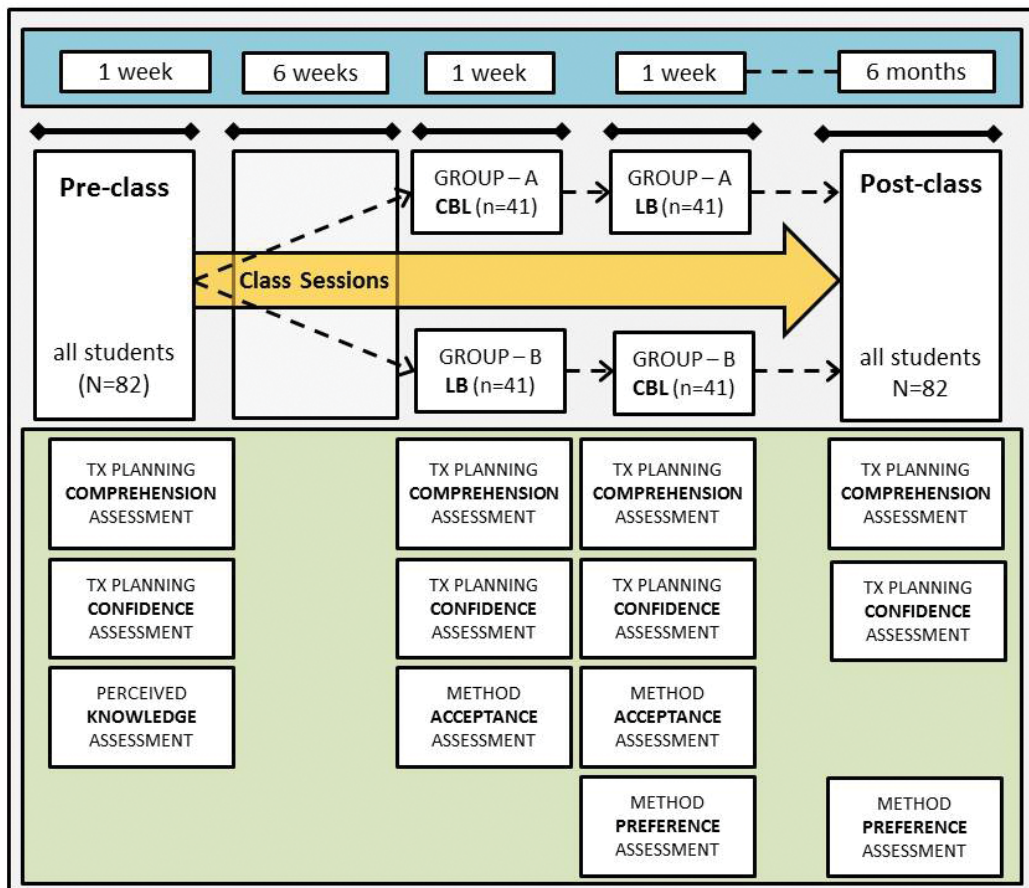 1 week
6 weeks
1 week
1 week
6 months
Pre-class
all students
(N=82)
Class Sessions
GROUP – A
CBL (n=41)
GROUP – A
LB (n=41)
GROUP – B
LB (n=41)
GROUP – B
CBL (n=41)
Post-class
all students
N=82
TX PLANNING
COMPREHENSION
ASSESSMENT
TX PLANNING
COMPREHENSION
ASSESSMENT
TX PLANNING
COMPREHENSION
ASSESSMENT
TX PLANNING
COMPREHENSION
ASSESSMENT
TX PLANNING
CONFIDENCE
ASSESSMENT
TX PLANNING
CONFIDENCE
ASSESSMENT
TX PLANNING
CONFIDENCE
ASSESSMENT
TX PLANNING
CONFIDENCE
ASSESSMENT
PERCEIVED
KNOWLEDGE
ASSESSMENT
METHOD
ACCEPTANCE
ASSESSMENT
METHOD
ACCEPTANCE
ASSESSMENT
METHOD
PREFERENCE
ASSESSMENT
METHOD
PREFERENCE
ASSESSMENT